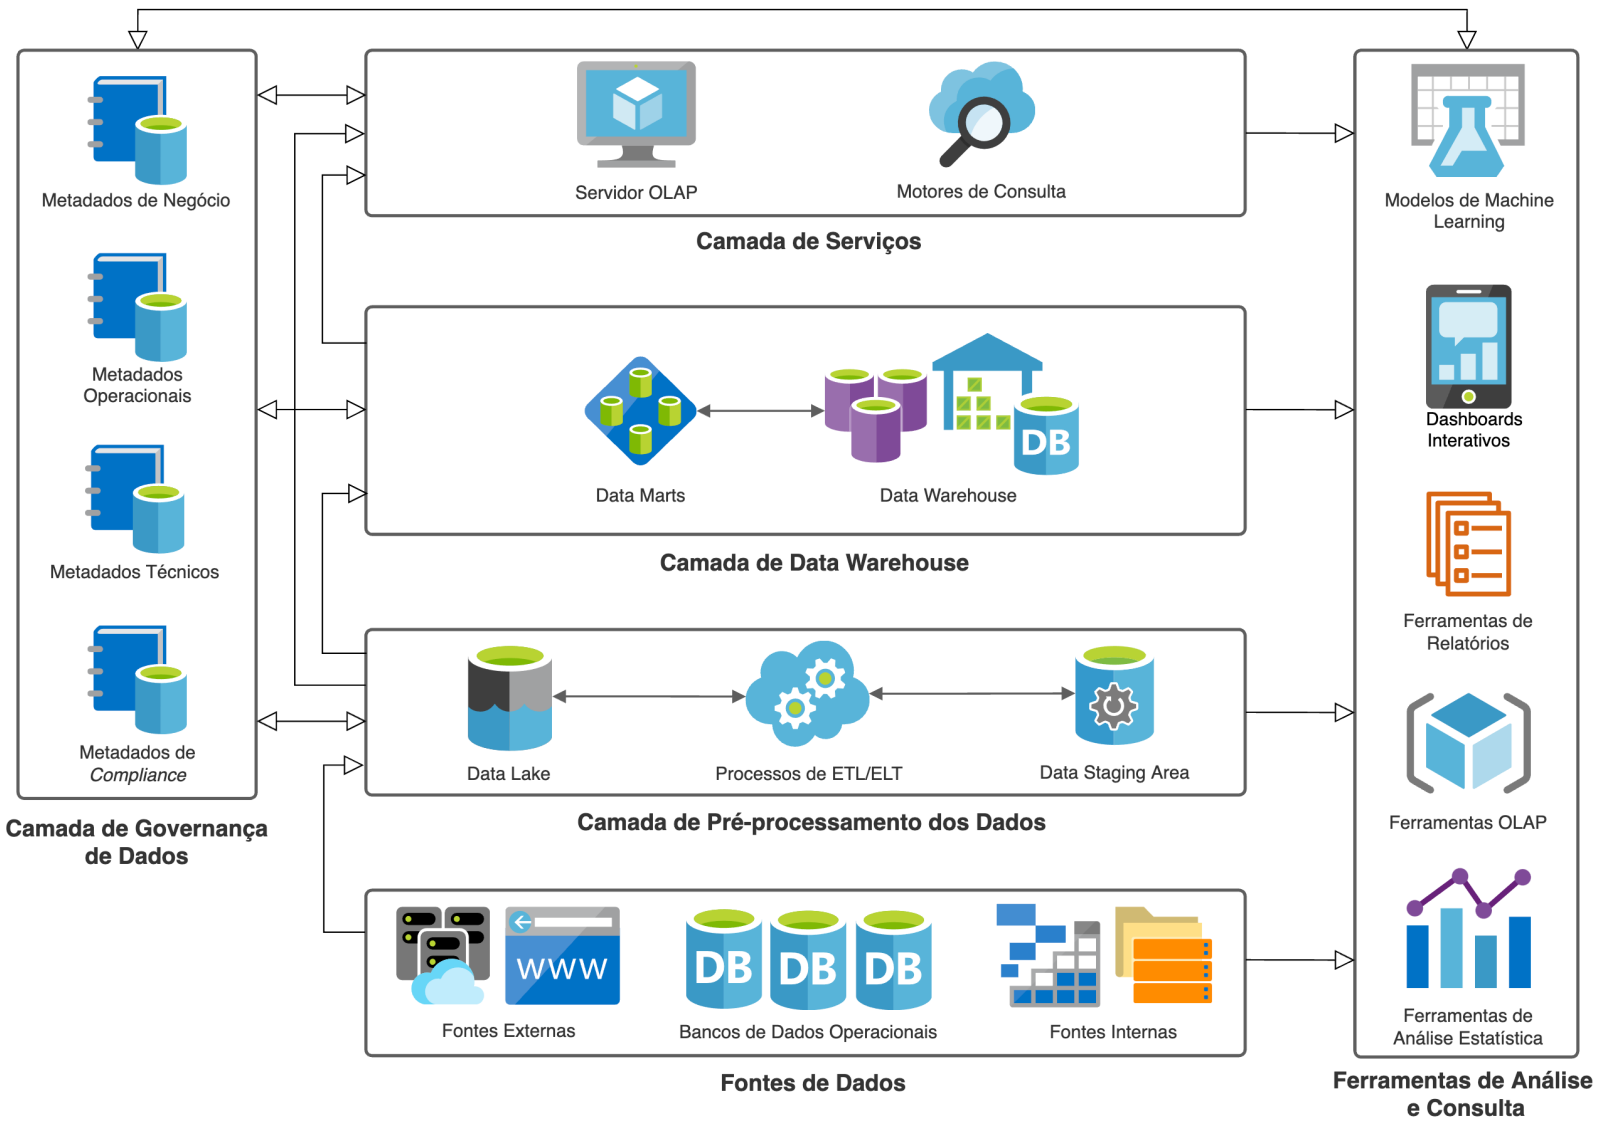 Metadados de Negócio
Metadados
Operacionais
Metadados Técnicos
Metadados de
Compliance
Camada de Governança
de Dados
Servidor OLAP
Motores de Consulta
Camada de Serviços
Data Marts
DB
Data Warehouse
Camada de Data Warehouse
Data Lake
Processos de ETL/ELT
Data Staging Area
Camada de Pré-processamento dos Dados
www
DB
DB
DB
Fontes Externas
Bancos de Dados Operacionais
Fontes Internas
Fontes de Dados
Modelos de Machine
Learning
Dashboards
Interativos
Ferramentas de
Relatórios
Ferramentas OLAP
Ferramentas de
Análise Estatística
Ferramentas de Análise
e Consulta